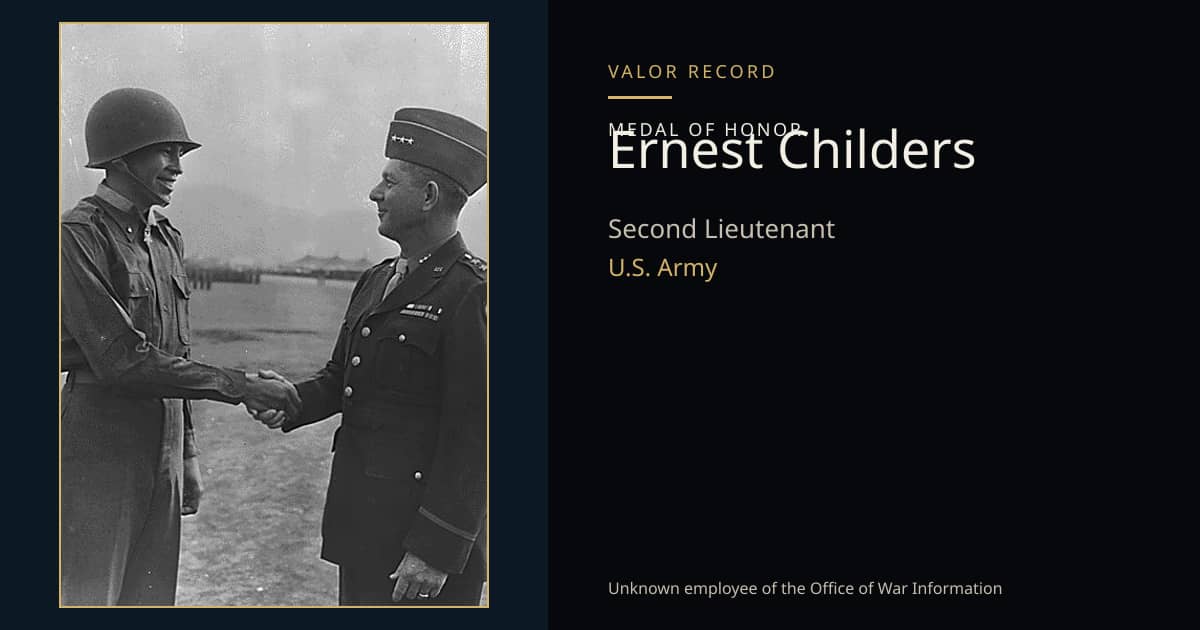 VALOR RECORD
MEDAL OF HONOR
Ernest Childers
Second Lieutenant
U.S. Army
Unknown employee of the Office of War Information